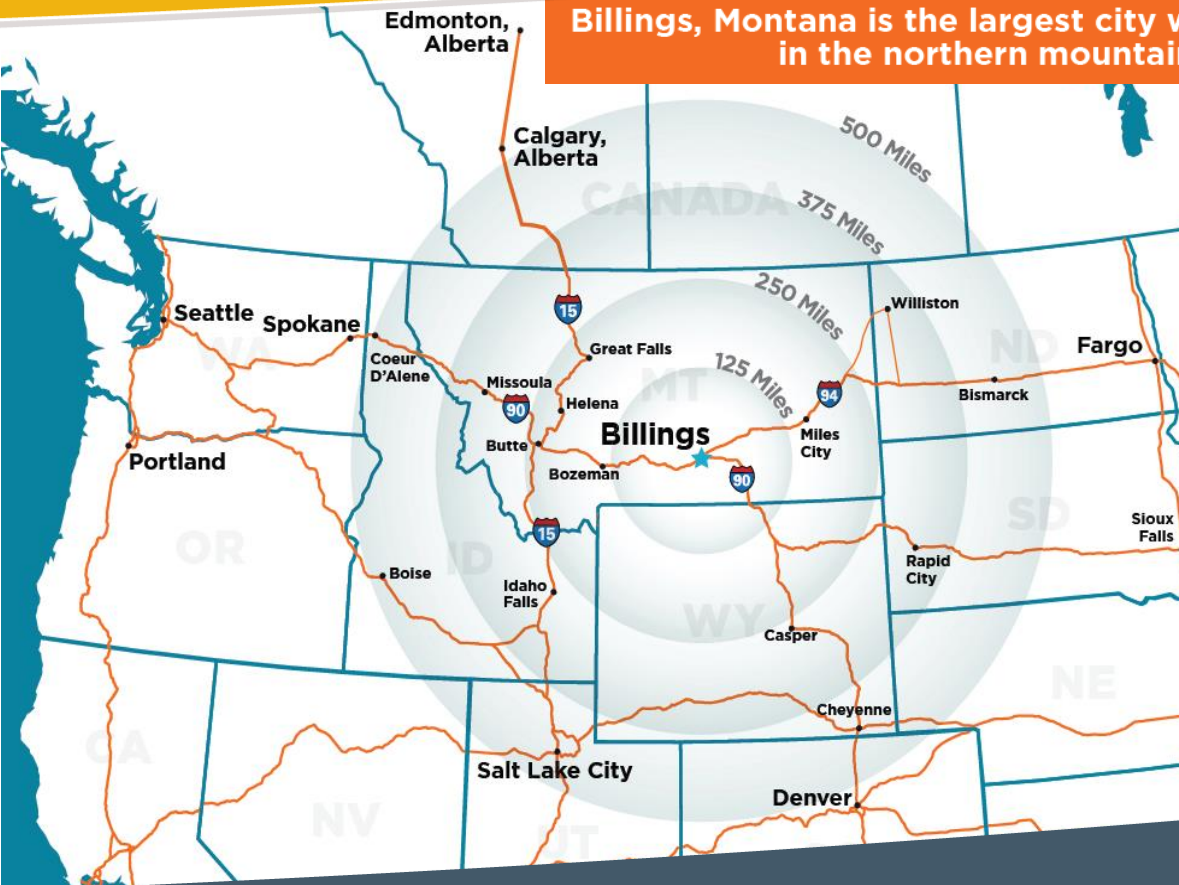 Billings, Montana is the largest city w
in the northern mountai
Edmonton,
Alberta
Calgary,
Alberta
500 Miles
CANADA
375 Miles
250 Miles
125 Miles
15
Williston
Seattle
Spokane
WA
Coeur
D'Alene
Great Falls
MT
ND
Fargo
Missoula
90
Helena
94
Bismarck
Billings
Butte
Miles
City
Portland
Bozeman
90
OR
ID
15
SD
Sioux
Falls
Boise
Idaho
Falls
Rapid
City
WY
Casper
NE
Cheyenne
CA
Salt Lake City
Denver
NV
UT